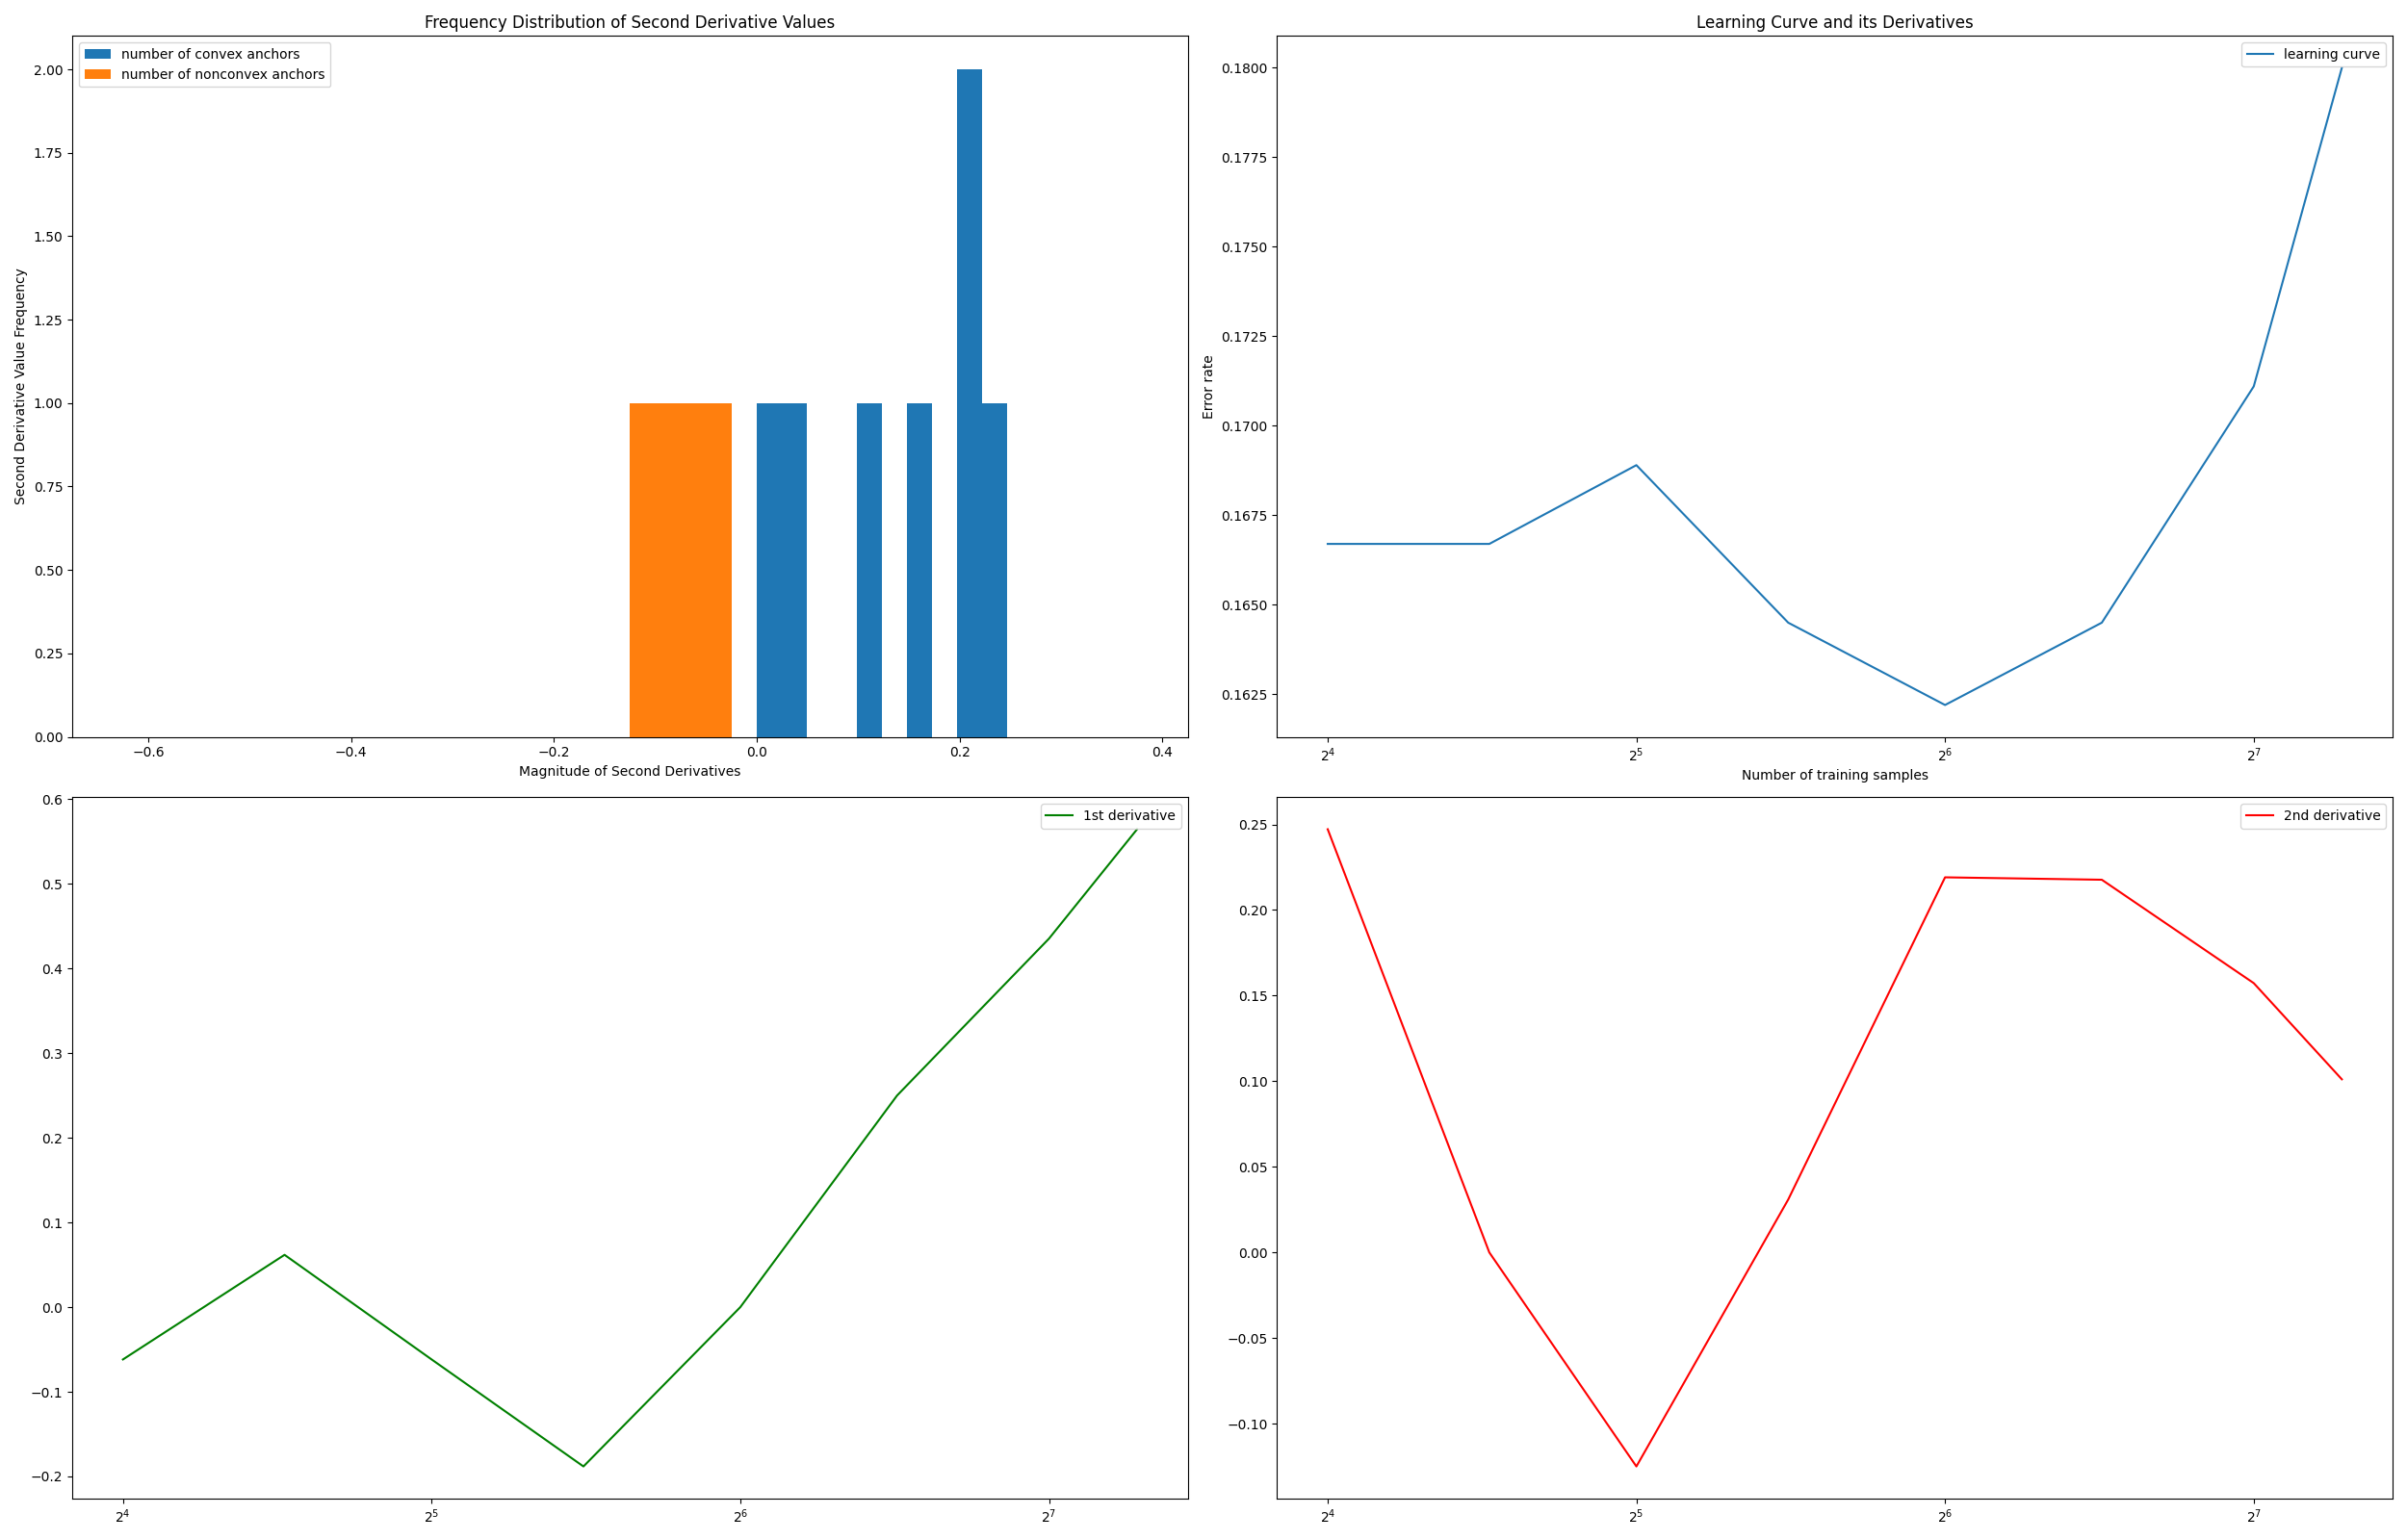 Frequency Distribution of Second Derivative Values
number of convex anchors
number of nonconvex anchors
Second Derivative Value Frequency
2.00
1.75
1.50
1.25
1.00
0.75
0.50
0.25
0.00
−0.6 −0.4 −0.2 0.0 0.2 0.4
Magnitude of Second Derivatives
Learning Curve and its Derivatives
learning curve
Error rate
0.1800
0.1775
0.1750
0.1725
0.1700
0.1675
0.1650
0.1625
2⁴ 2⁵ 2⁶ 2⁷
Number of training samples
1st derivative
0.6
0.5
0.4
0.3
0.2
0.1
0.0
−0.1
−0.2
2⁴ 2⁵ 2⁶ 2⁷
2nd derivative
0.25
0.20
0.15
0.10
0.05
0.00
−0.05
−0.10
2⁴ 2⁵ 2⁶ 2⁷